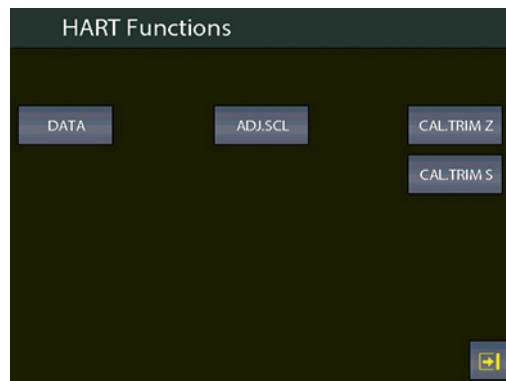 HART Functions
DATA
ADJ.SCL
CAL.TRIM Z
CAL.TRIM S